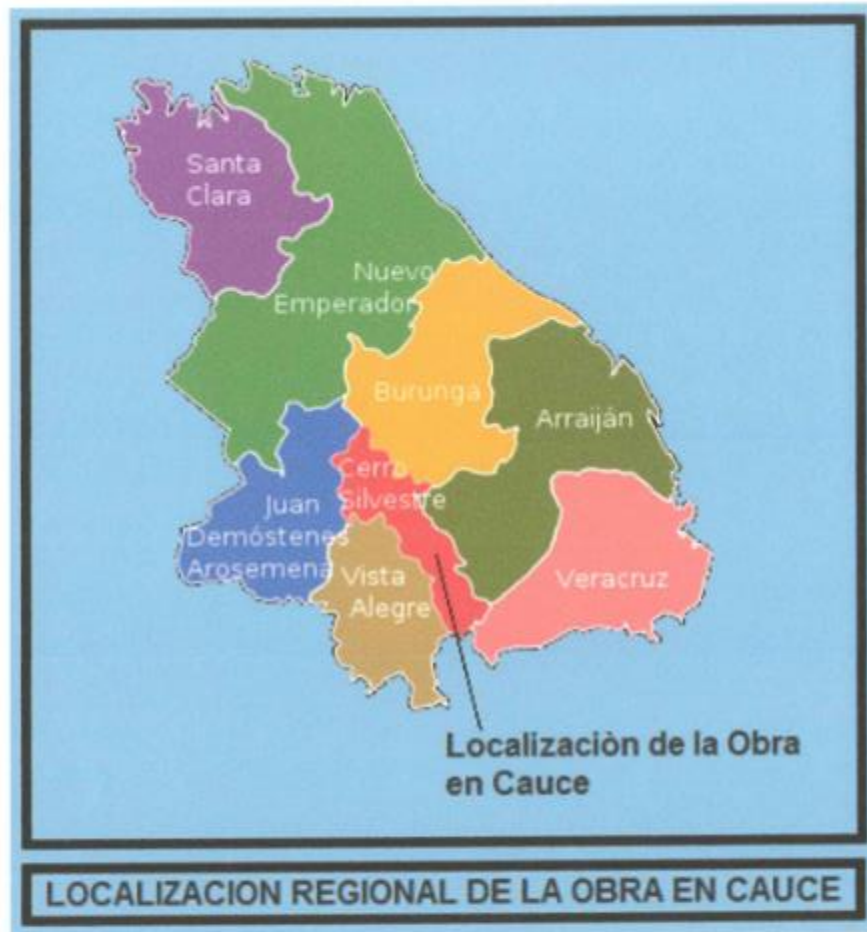 Santa
Clara
Nuevo
Emperador
Burunga
Arraiján
Cerro
Silvestre
Juan
Demóstenes
Arosemena
Vista
Alegre
Veracruz
Localizaciòn de la Obra
en Cauce
LOCALIZACION REGIONAL DE LA OBRA EN CAUCE